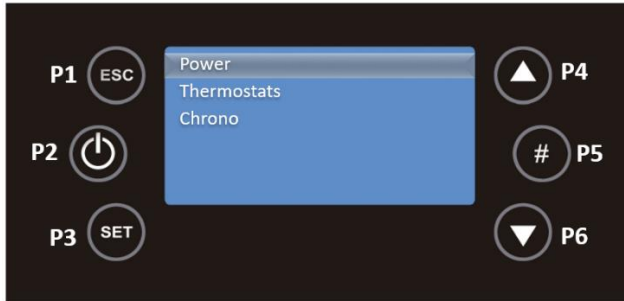 P1 ESC
Power
P4
Thermostats
Chrono
P2
# P5
P3 SET
P6